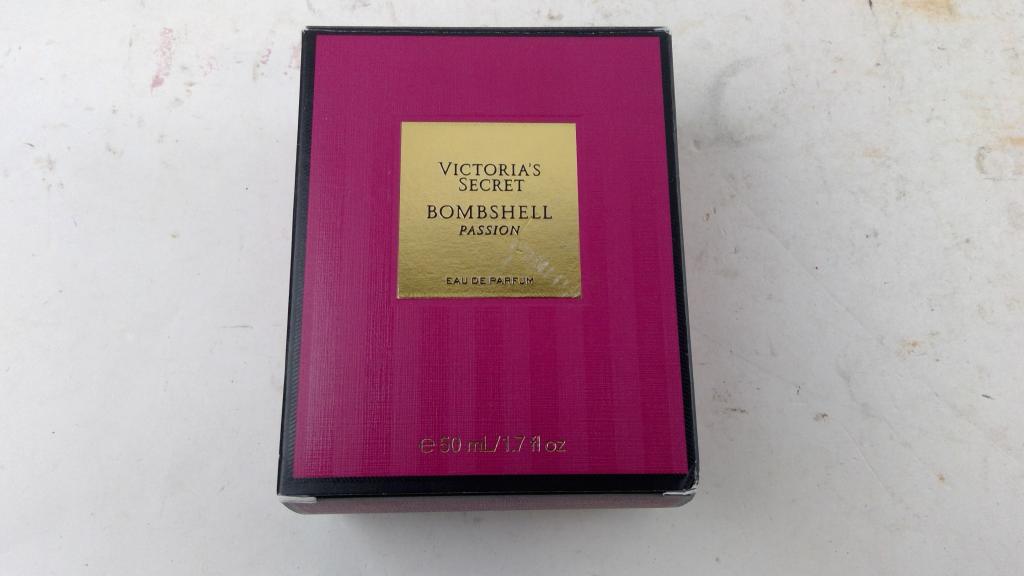 VICTORIA'S
SECRET
BOMBSHELL
PASSION
EAU DE PARFUM
℮ 50 mL/1.7 fl oz